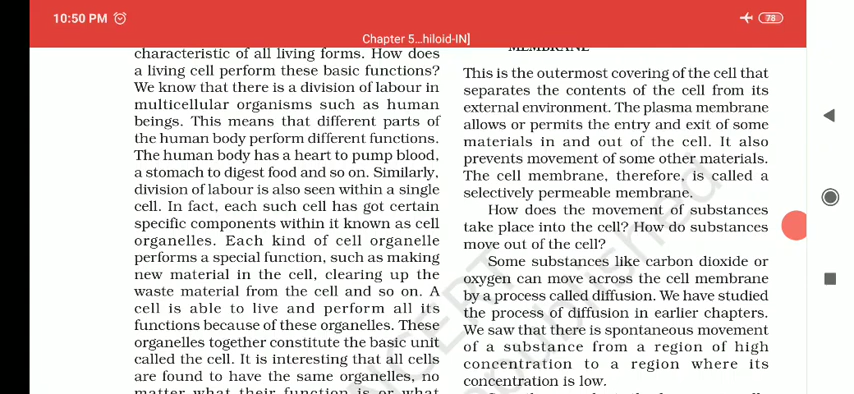 10:50 PM
78
Chapter 5...hiloid-IN]
characteristic of all living forms. How does
a living cell perform these basic functions?
We know that there is a division of labour in
multicellular organisms such as human
beings. This means that different parts of
the human body perform different functions.
The human body has a heart to pump blood,
a stomach to digest food and so on. Similarly,
division of labour is also seen within a single
cell. In fact, each such cell has got certain
specific components within it known as cell
organelles. Each kind of cell organelle
performs a special function, such as making
new material in the cell, clearing up the
waste material from the cell and so on. A
cell is able to live and perform all its
functions because of these organelles. These
organelles together constitute the basic unit
called the cell. It is interesting that all cells
are found to have the same organelles, no
matter what their function is or what
MEMBRANE
This is the outermost covering of the cell that
separates the contents of the cell from its
external environment. The plasma membrane
allows or permits the entry and exit of some
materials in and out of the cell. It also
prevents movement of some other materials.
The cell membrane, therefore, is called a
selectively permeable membrane.
How does the movement of substances
take place into the cell? How do substances
move out of the cell?
Some substances like carbon dioxide or
oxygen can move across the cell membrane
by a process called diffusion. We have studied
the process of diffusion in earlier chapters.
We saw that there is spontaneous movement
of a substance from a region of high
concentration to a region where its
concentration is low.